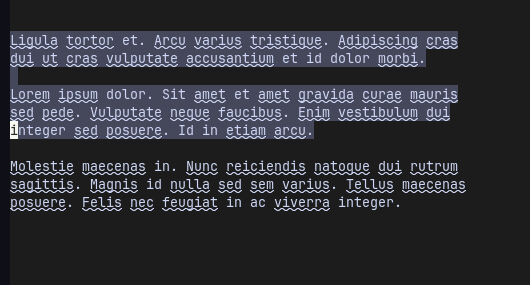 Ligula tortor et. Arcu varius tristique. Adipiscing cras
dui ut cras vulputate accusantium et id dolor morbi.
Lorem ipsum dolor. Sit amet et amet gravida curae mauris
sed pede. Vulputate neque faucibus. Enim vestibulum dui
integer sed posuere. Id in etiam arcu.
Molestie maecenas in. Nunc reiciendis natoque dui rutrum
sagittis. Magnis id nulla sed sem varius. Tellus maecenas
posuere. Felis nec feugiat in ac viverra integer.